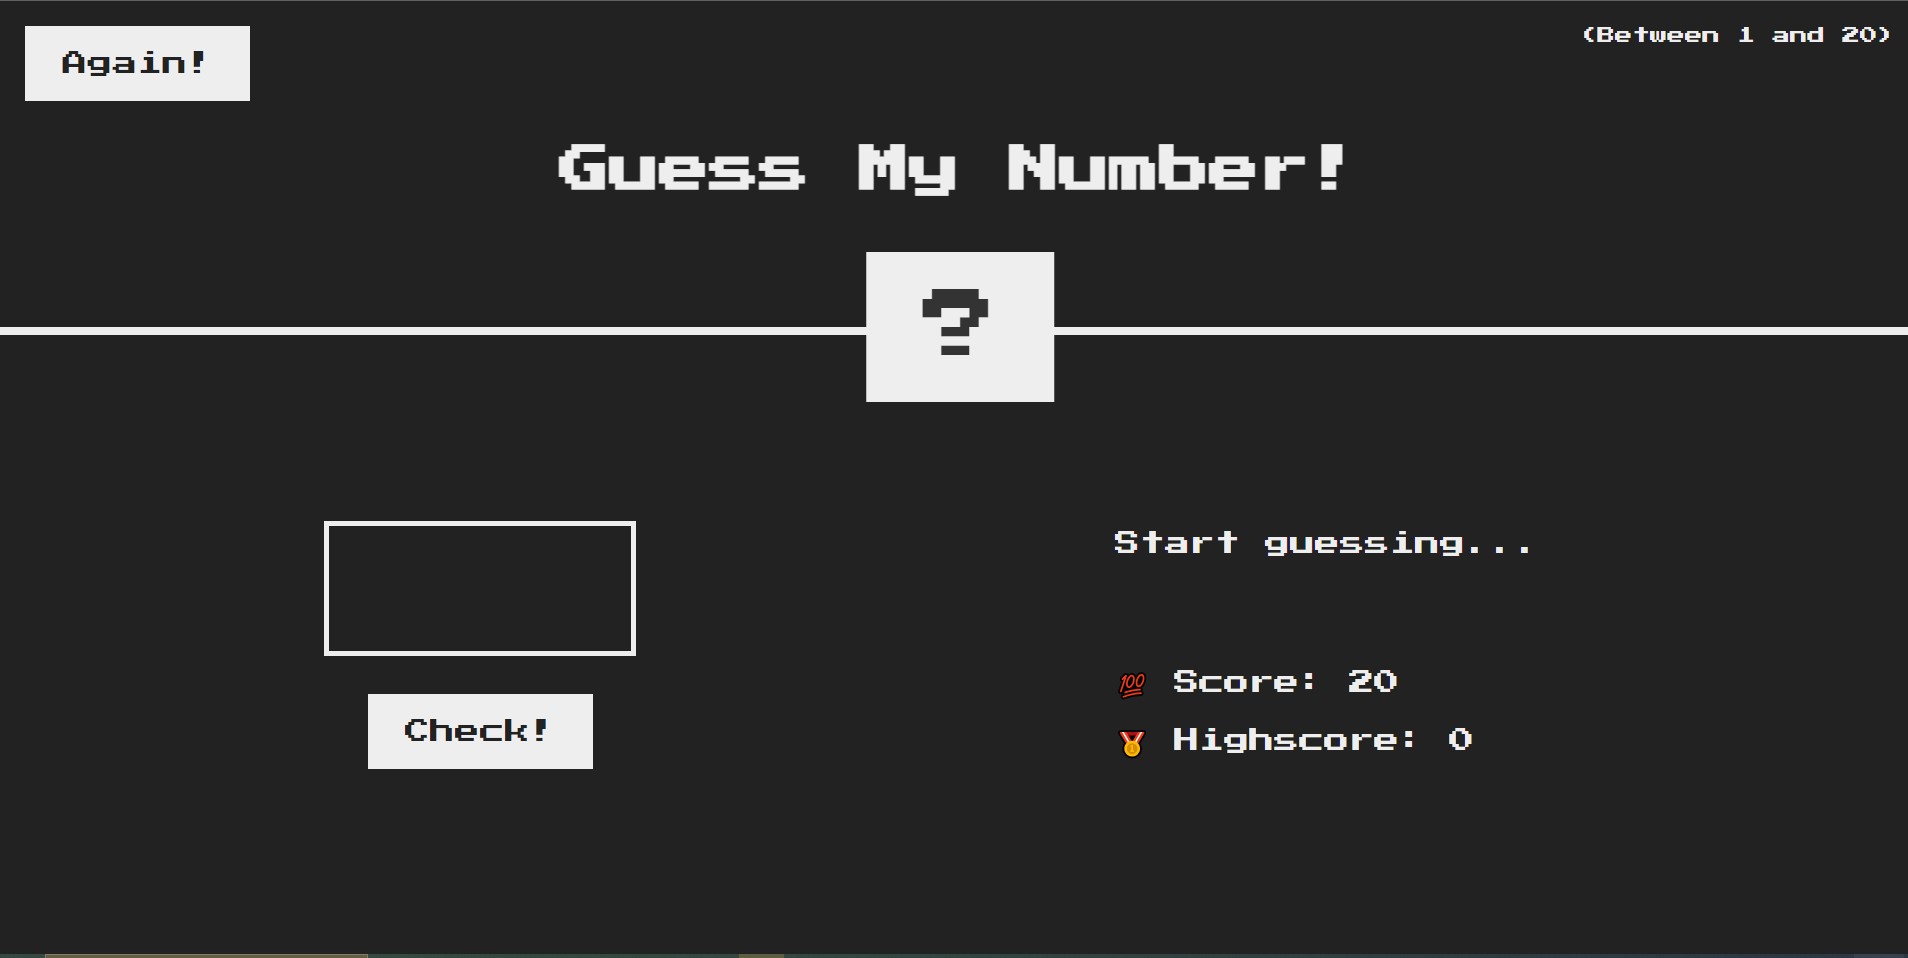 Again!
(Between 1 and 20)
Guess My Number!
?
Start guessing...
Check!
💯 Score: 20
🥇 Highscore: 0